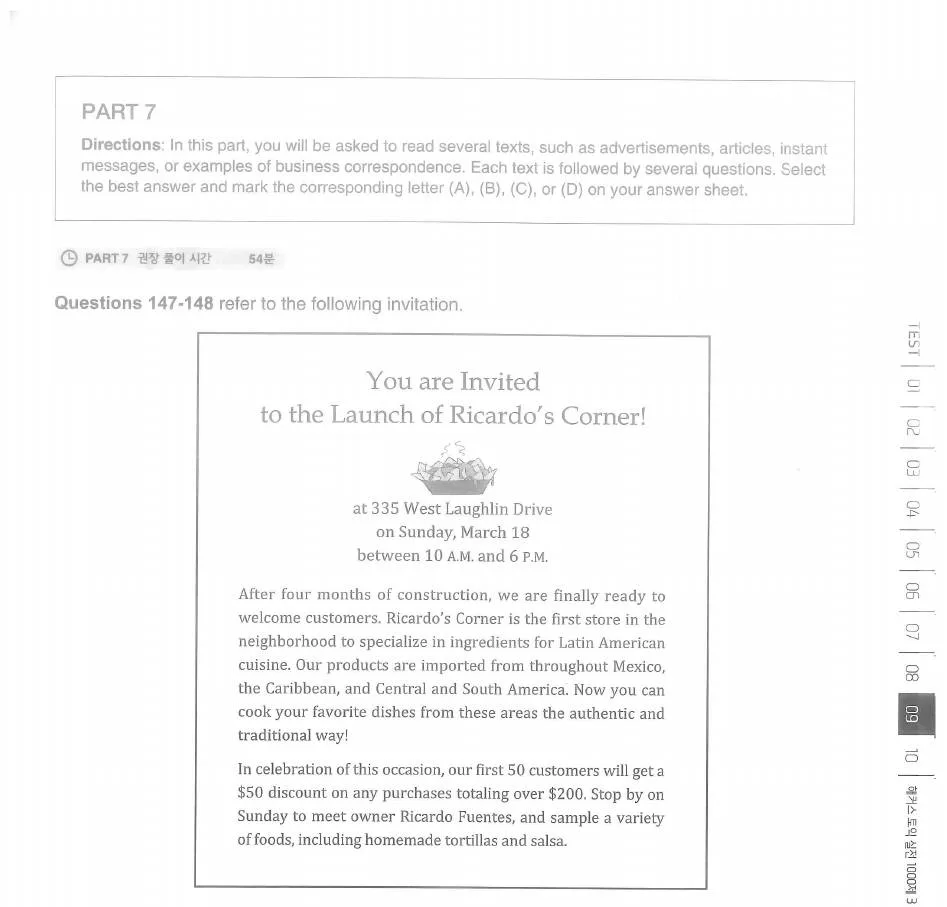 PART 7
Directions: In this part, you will be asked to read several texts, such as advertisements, articles, instant
messages, or examples of business correspondence. Each text is followed by several questions. Select
the best answer and mark the corresponding letter (A), (B), (C), or (D) on your answer sheet.
PART 7 권장 풀이 시간 54분
Questions 147-148 refer to the following invitation.
You are Invited
to the Launch of Ricardo's Corner!
at 335 West Laughlin Drive
on Sunday, March 18
between 10 A.M. and 6 P.M.
After four months of construction, we are finally ready to
welcome customers. Ricardo's Corner is the first store in the
neighborhood to specialize in ingredients for Latin American
cuisine. Our products are imported from throughout Mexico,
the Caribbean, and Central and South America. Now you can
cook your favorite dishes from these areas the authentic and
traditional way!
In celebration of this occasion, our first 50 customers will get a
$50 discount on any purchases totaling over $200. Stop by on
Sunday to meet owner Ricardo Fuentes, and sample a variety
of foods, including homemade tortillas and salsa.
TEST
01
02
03
04
05
06
07
08
09
10
해커스 토익 실전 1000제 3